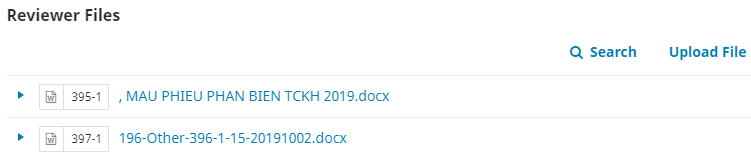 Reviewer Files
Search Upload File
395-1 , MAU PHIEU PHAN BIEN TCKH 2019.docx
397-1 196-Other-396-1-15-20191002.docx